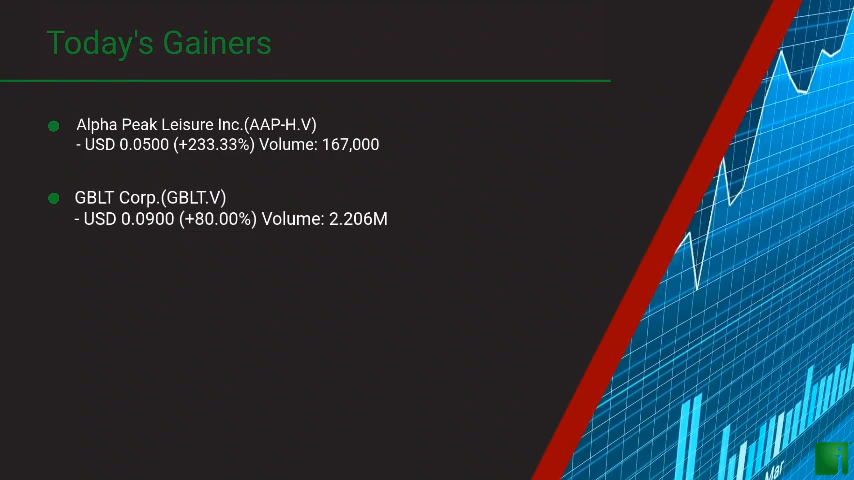 Today's Gainers
Alpha Peak Leisure Inc.(AAP-H.V)
- USD 0.0500 (+233.33%) Volume: 167,000
GBLT Corp.(GBLT.V)
- USD 0.0900 (+80.00%) Volume: 2.206M
Mar